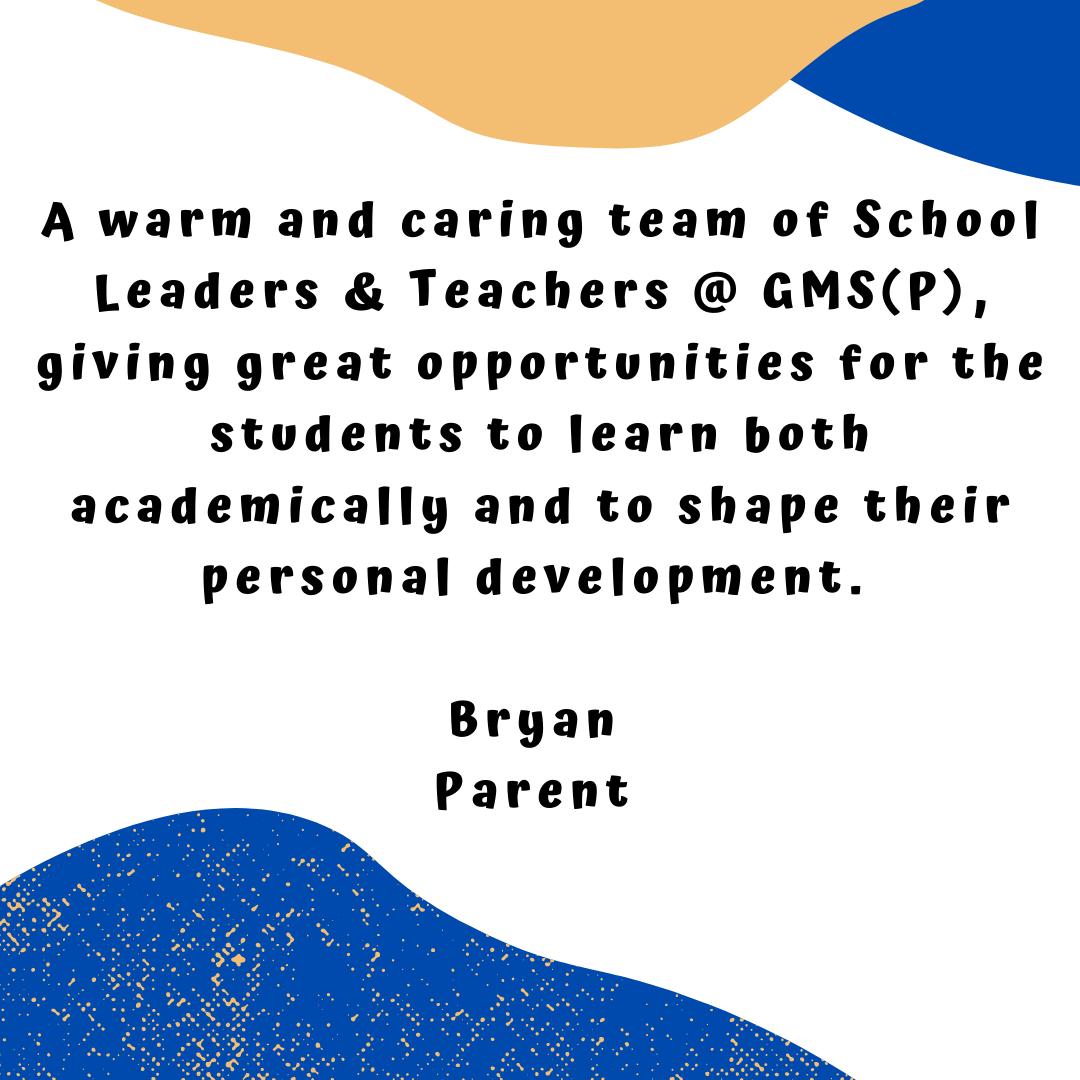 A warm and caring team of School
Leaders & Teachers @ GMS(P),
giving great opportunities for the
students to learn both
academically and to shape their
personal development.
Bryan
Parent